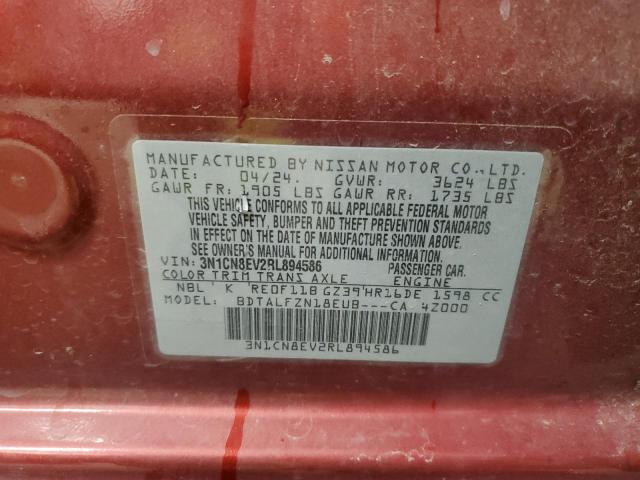 MANUFACTURED BY NISSAN MOTOR CO., LTD.
DATE: 04/24. GVWR: 3624 LBS
GAWR FR: 1905 LBS GAWR RR: 1735 LBS
THIS VEHICLE CONFORMS TO ALL APPLICABLE FEDERAL MOTOR
VEHICLE SAFETY, BUMPER AND THEFT PREVENTION STANDARDS
IN EFFECT ON THE DATE OF MANUFACTURE SHOWN ABOVE.
SEE OWNER'S MANUAL FOR ADDITIONAL INFORMATION.
VIN: 3N1CN8EV2RL894586 PASSENGER CAR.
COLOR TRIM TRANS AXLE ENGINE
NBL' K 'RE0F11B GZ39'HR16DE 1598 CC
MODEL: BDTALFZN18EUB---CA 4Z000
3N1CN8EV2RL894586